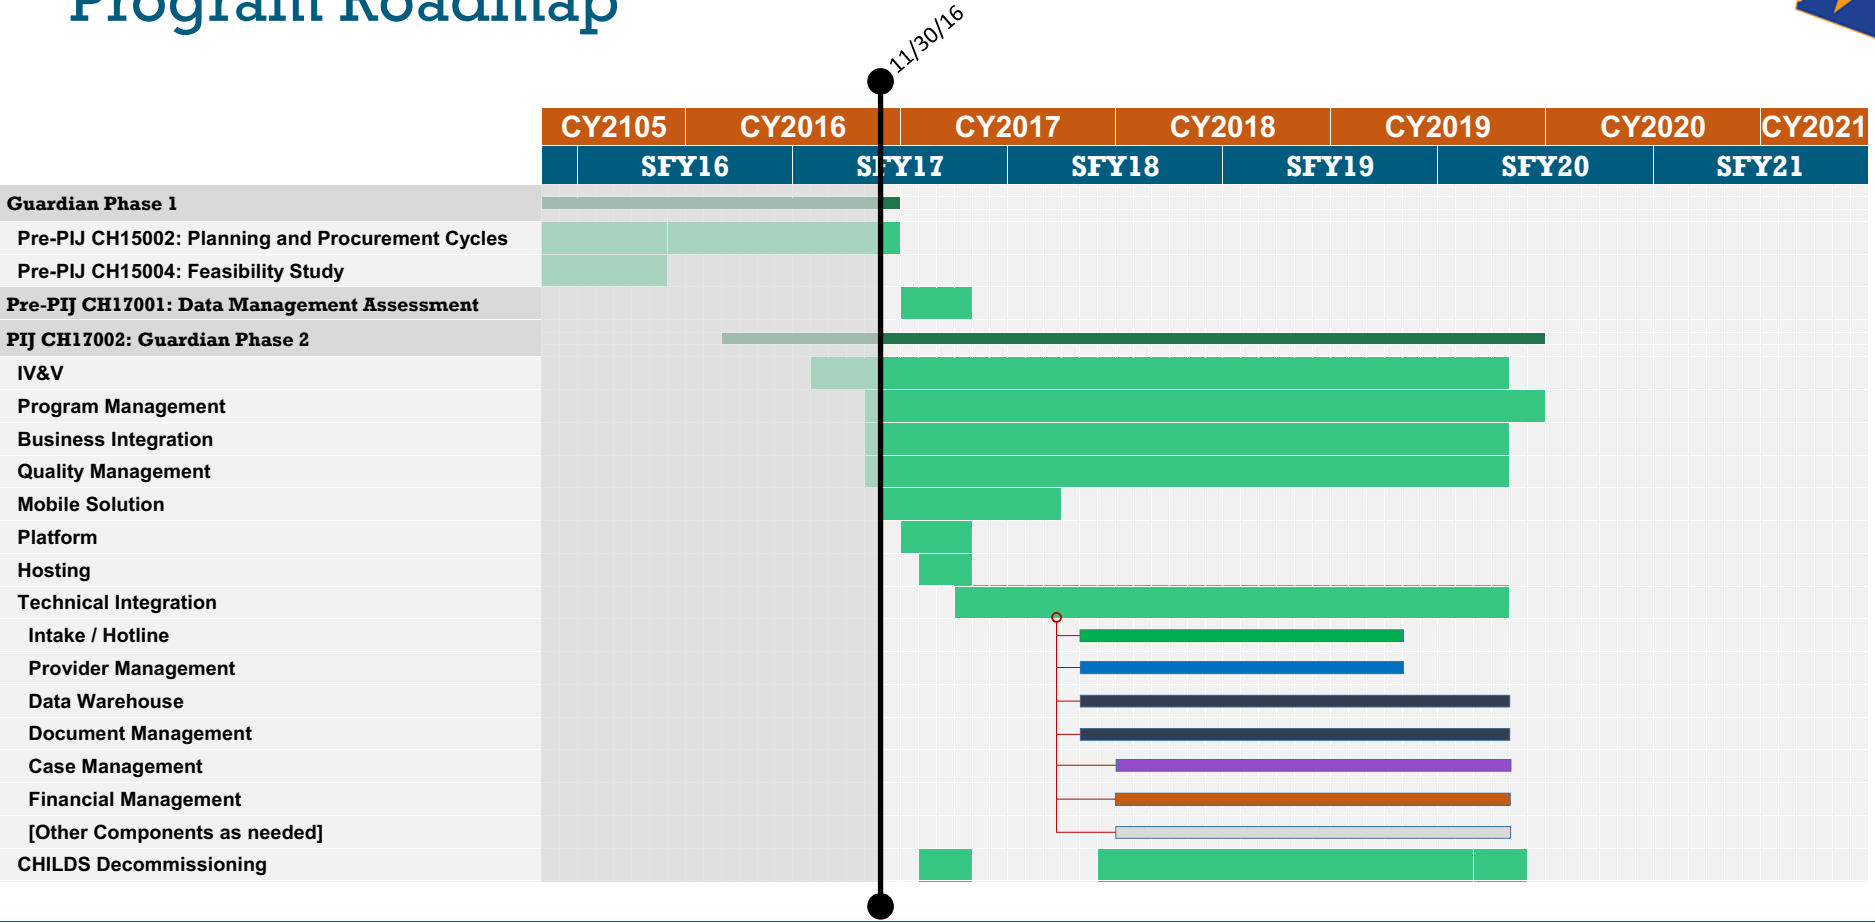 Program Roadmap
11/30/16
CY2105 CY2016 CY2017 CY2018 CY2019 CY2020 CY2021
SFY16 SFY17 SFY18 SFY19 SFY20 SFY21
Guardian Phase 1
Pre-PIJ CH15002: Planning and Procurement Cycles
Pre-PIJ CH15004: Feasibility Study
Pre-PIJ CH17001: Data Management Assessment
PIJ CH17002: Guardian Phase 2
IV&V
Program Management
Business Integration
Quality Management
Mobile Solution
Platform
Hosting
Technical Integration
Intake / Hotline
Provider Management
Data Warehouse
Document Management
Case Management
Financial Management
[Other Components as needed]
CHILDS Decommissioning